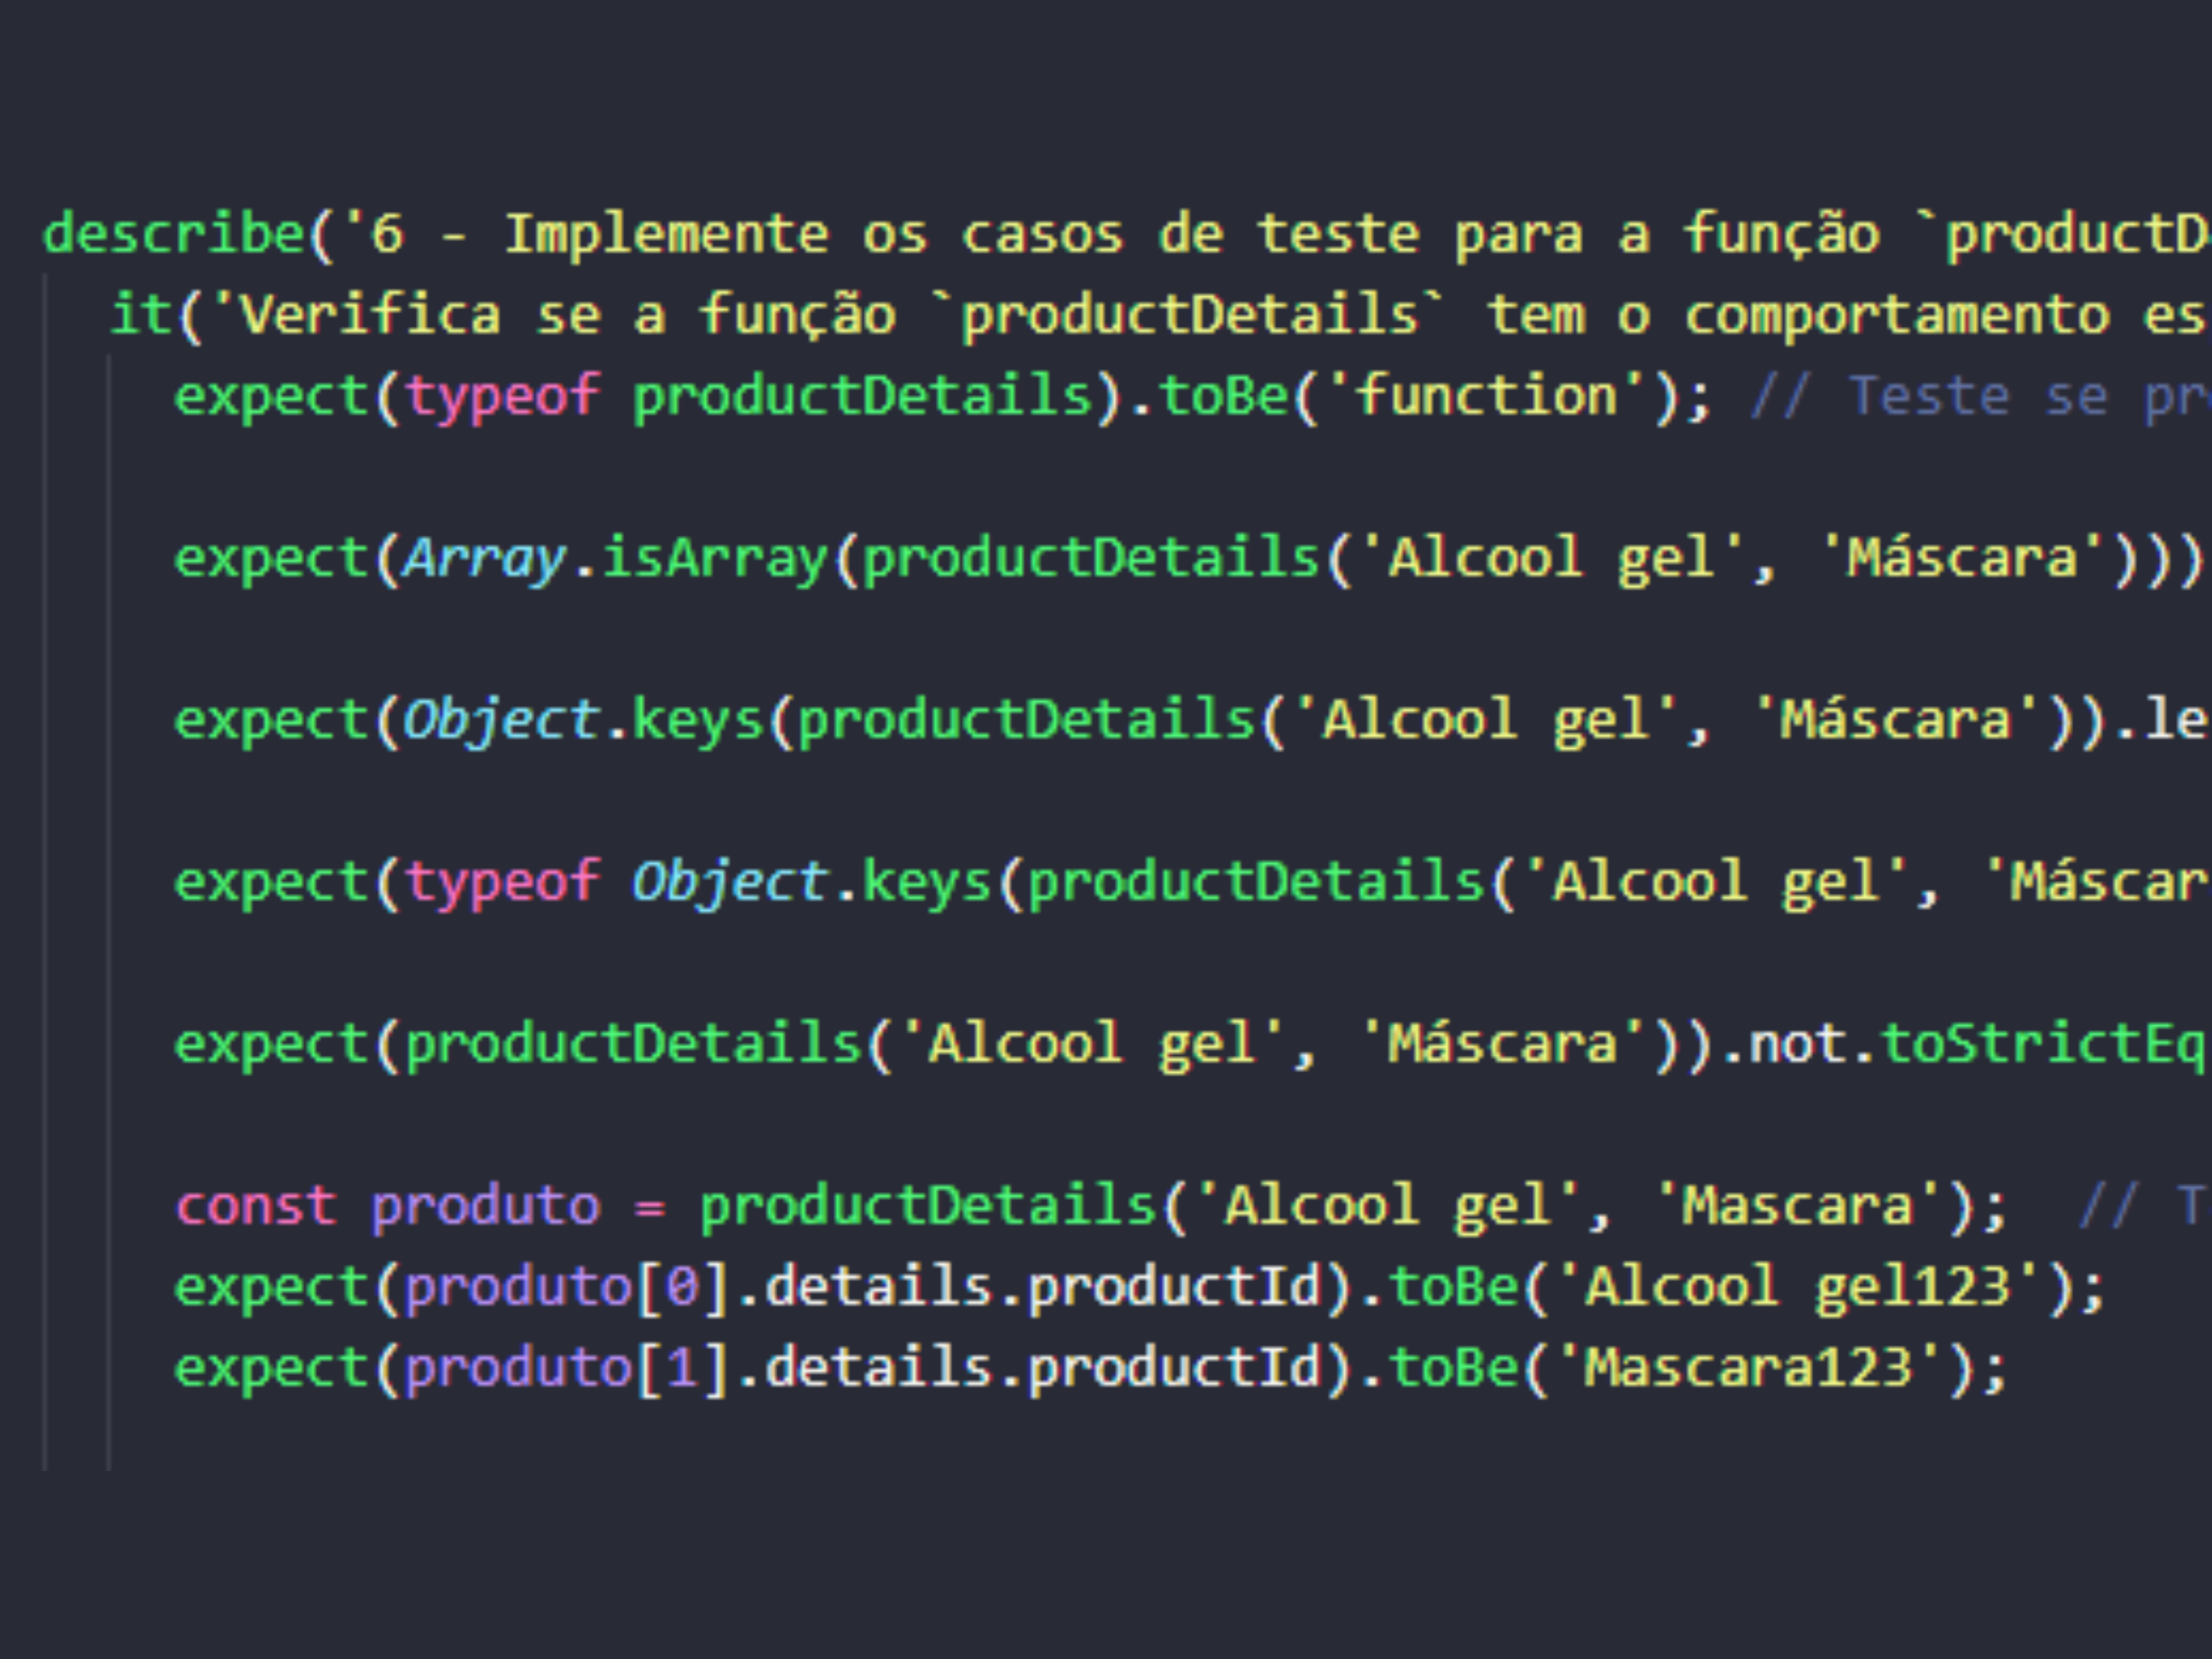 describe('6 - Implemente os casos de teste para a função `productD
it('Verifica se a função `productDetails` tem o comportamento es
expect(typeof productDetails).toBe('function'); // Teste se pr
expect(Array.isArray(productDetails('Alcool gel', 'Máscara')))
expect(Object.keys(productDetails('Alcool gel', 'Máscara')).le
expect(typeof Object.keys(productDetails('Alcool gel', 'Máscar
expect(productDetails('Alcool gel', 'Máscara')).not.toStrictEq
const produto = productDetails('Alcool gel', 'Mascara');  // T
expect(produto[0].details.productId).toBe('Alcool gel123');
expect(produto[1].details.productId).toBe('Mascara123');